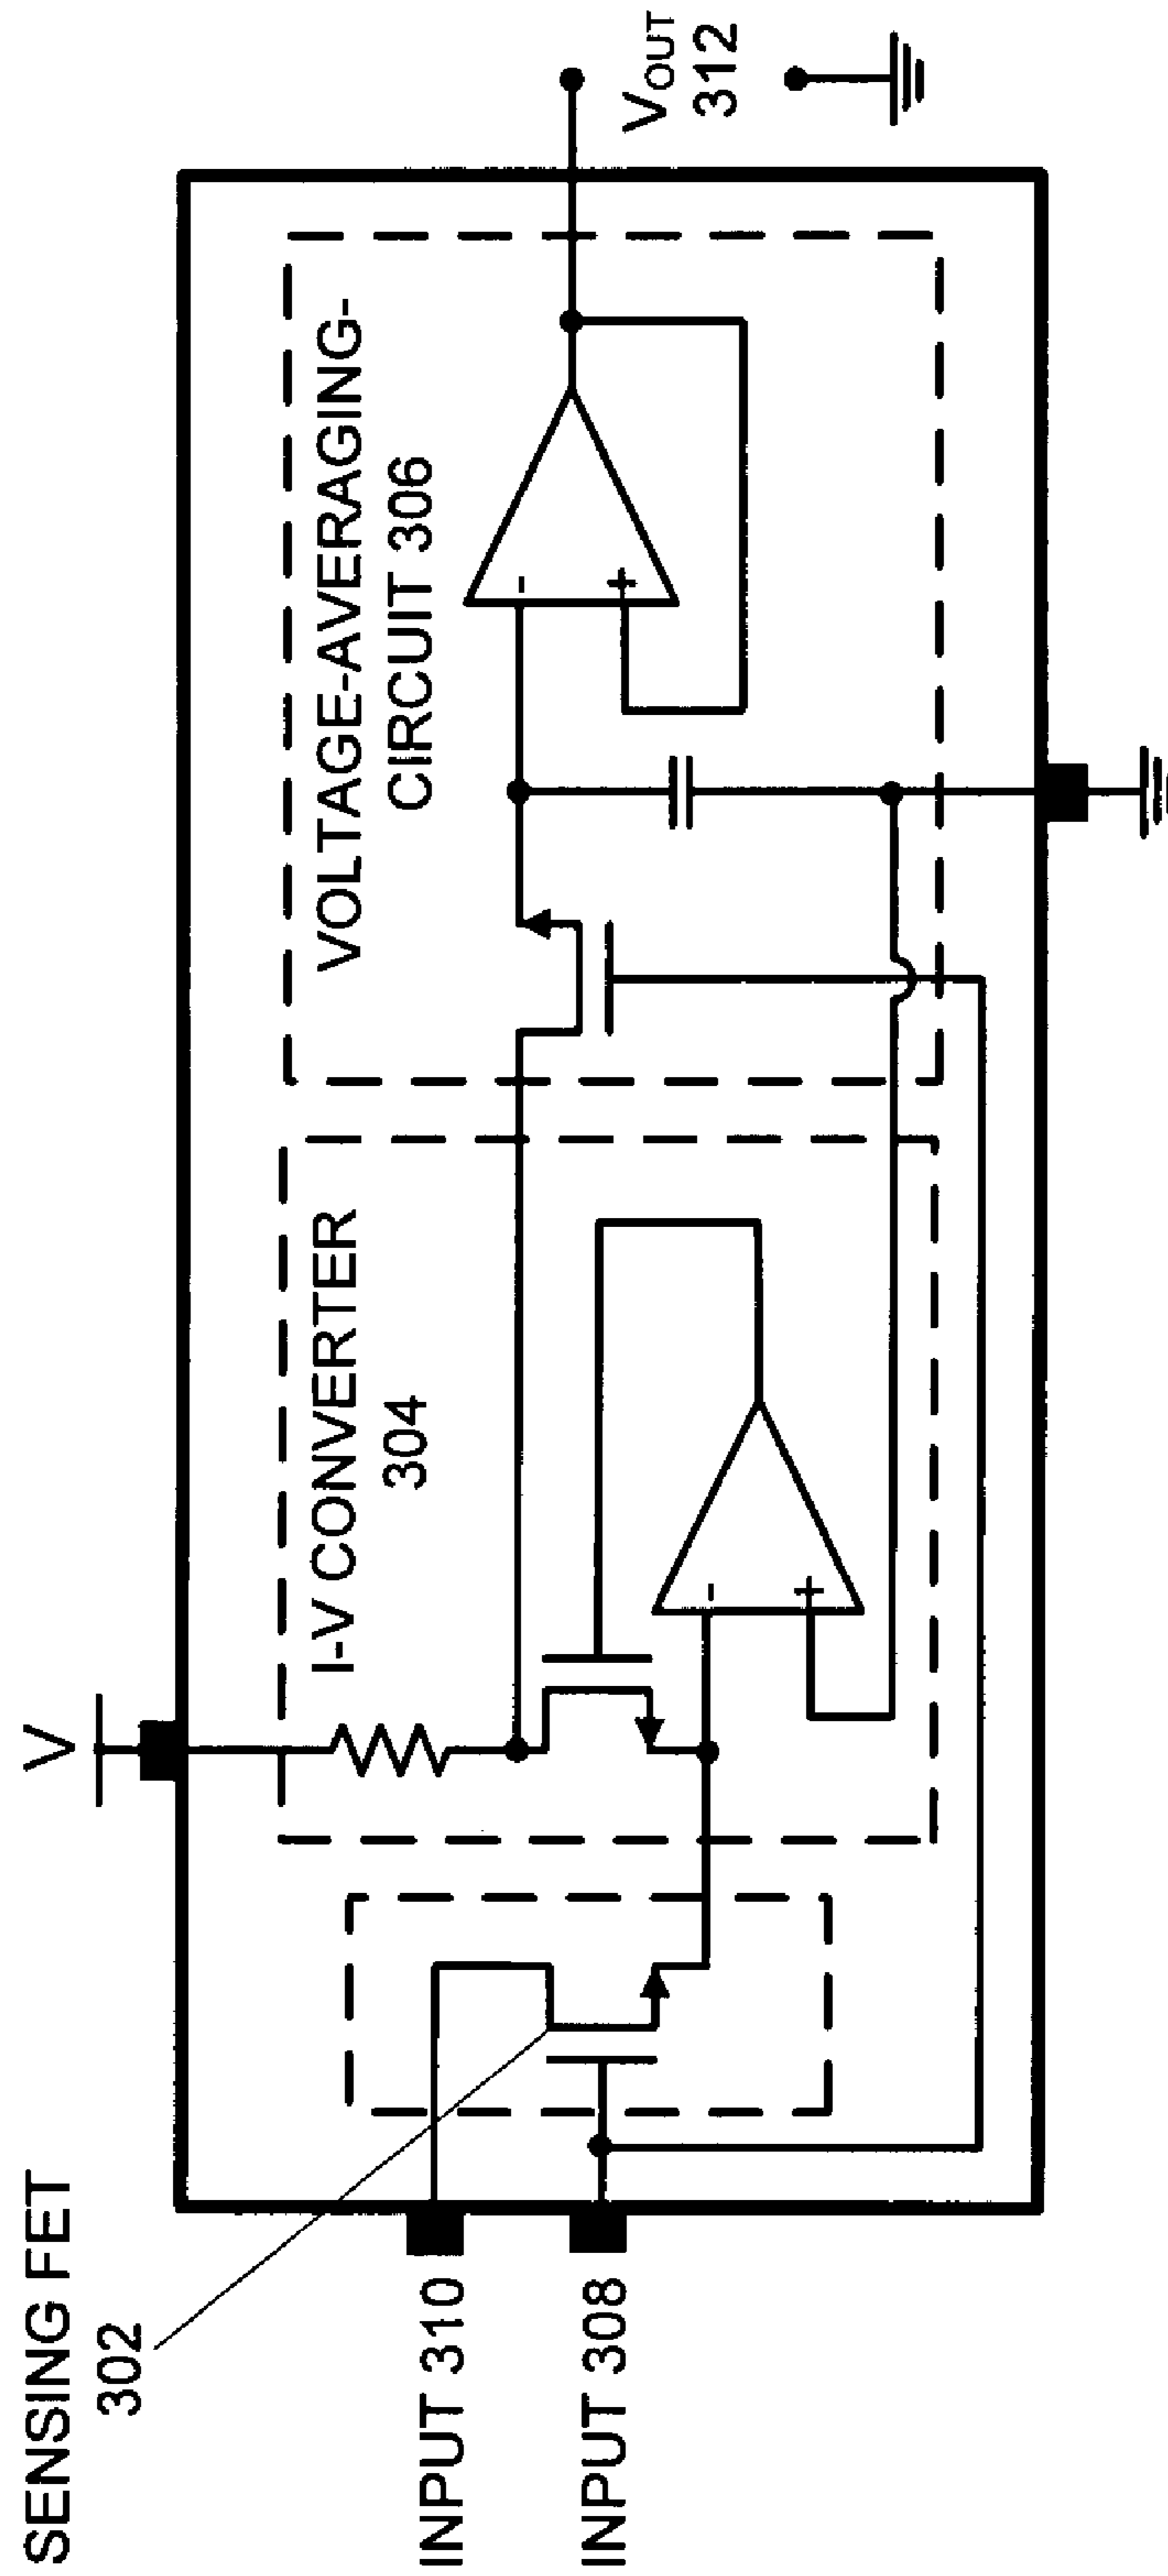 SENSING FET
302
V
I-V CONVERTER
304
VOLTAGE-AVERAGING-
CIRCUIT 306
INPUT 310
INPUT 308
-
+
-
+
VOUT
312